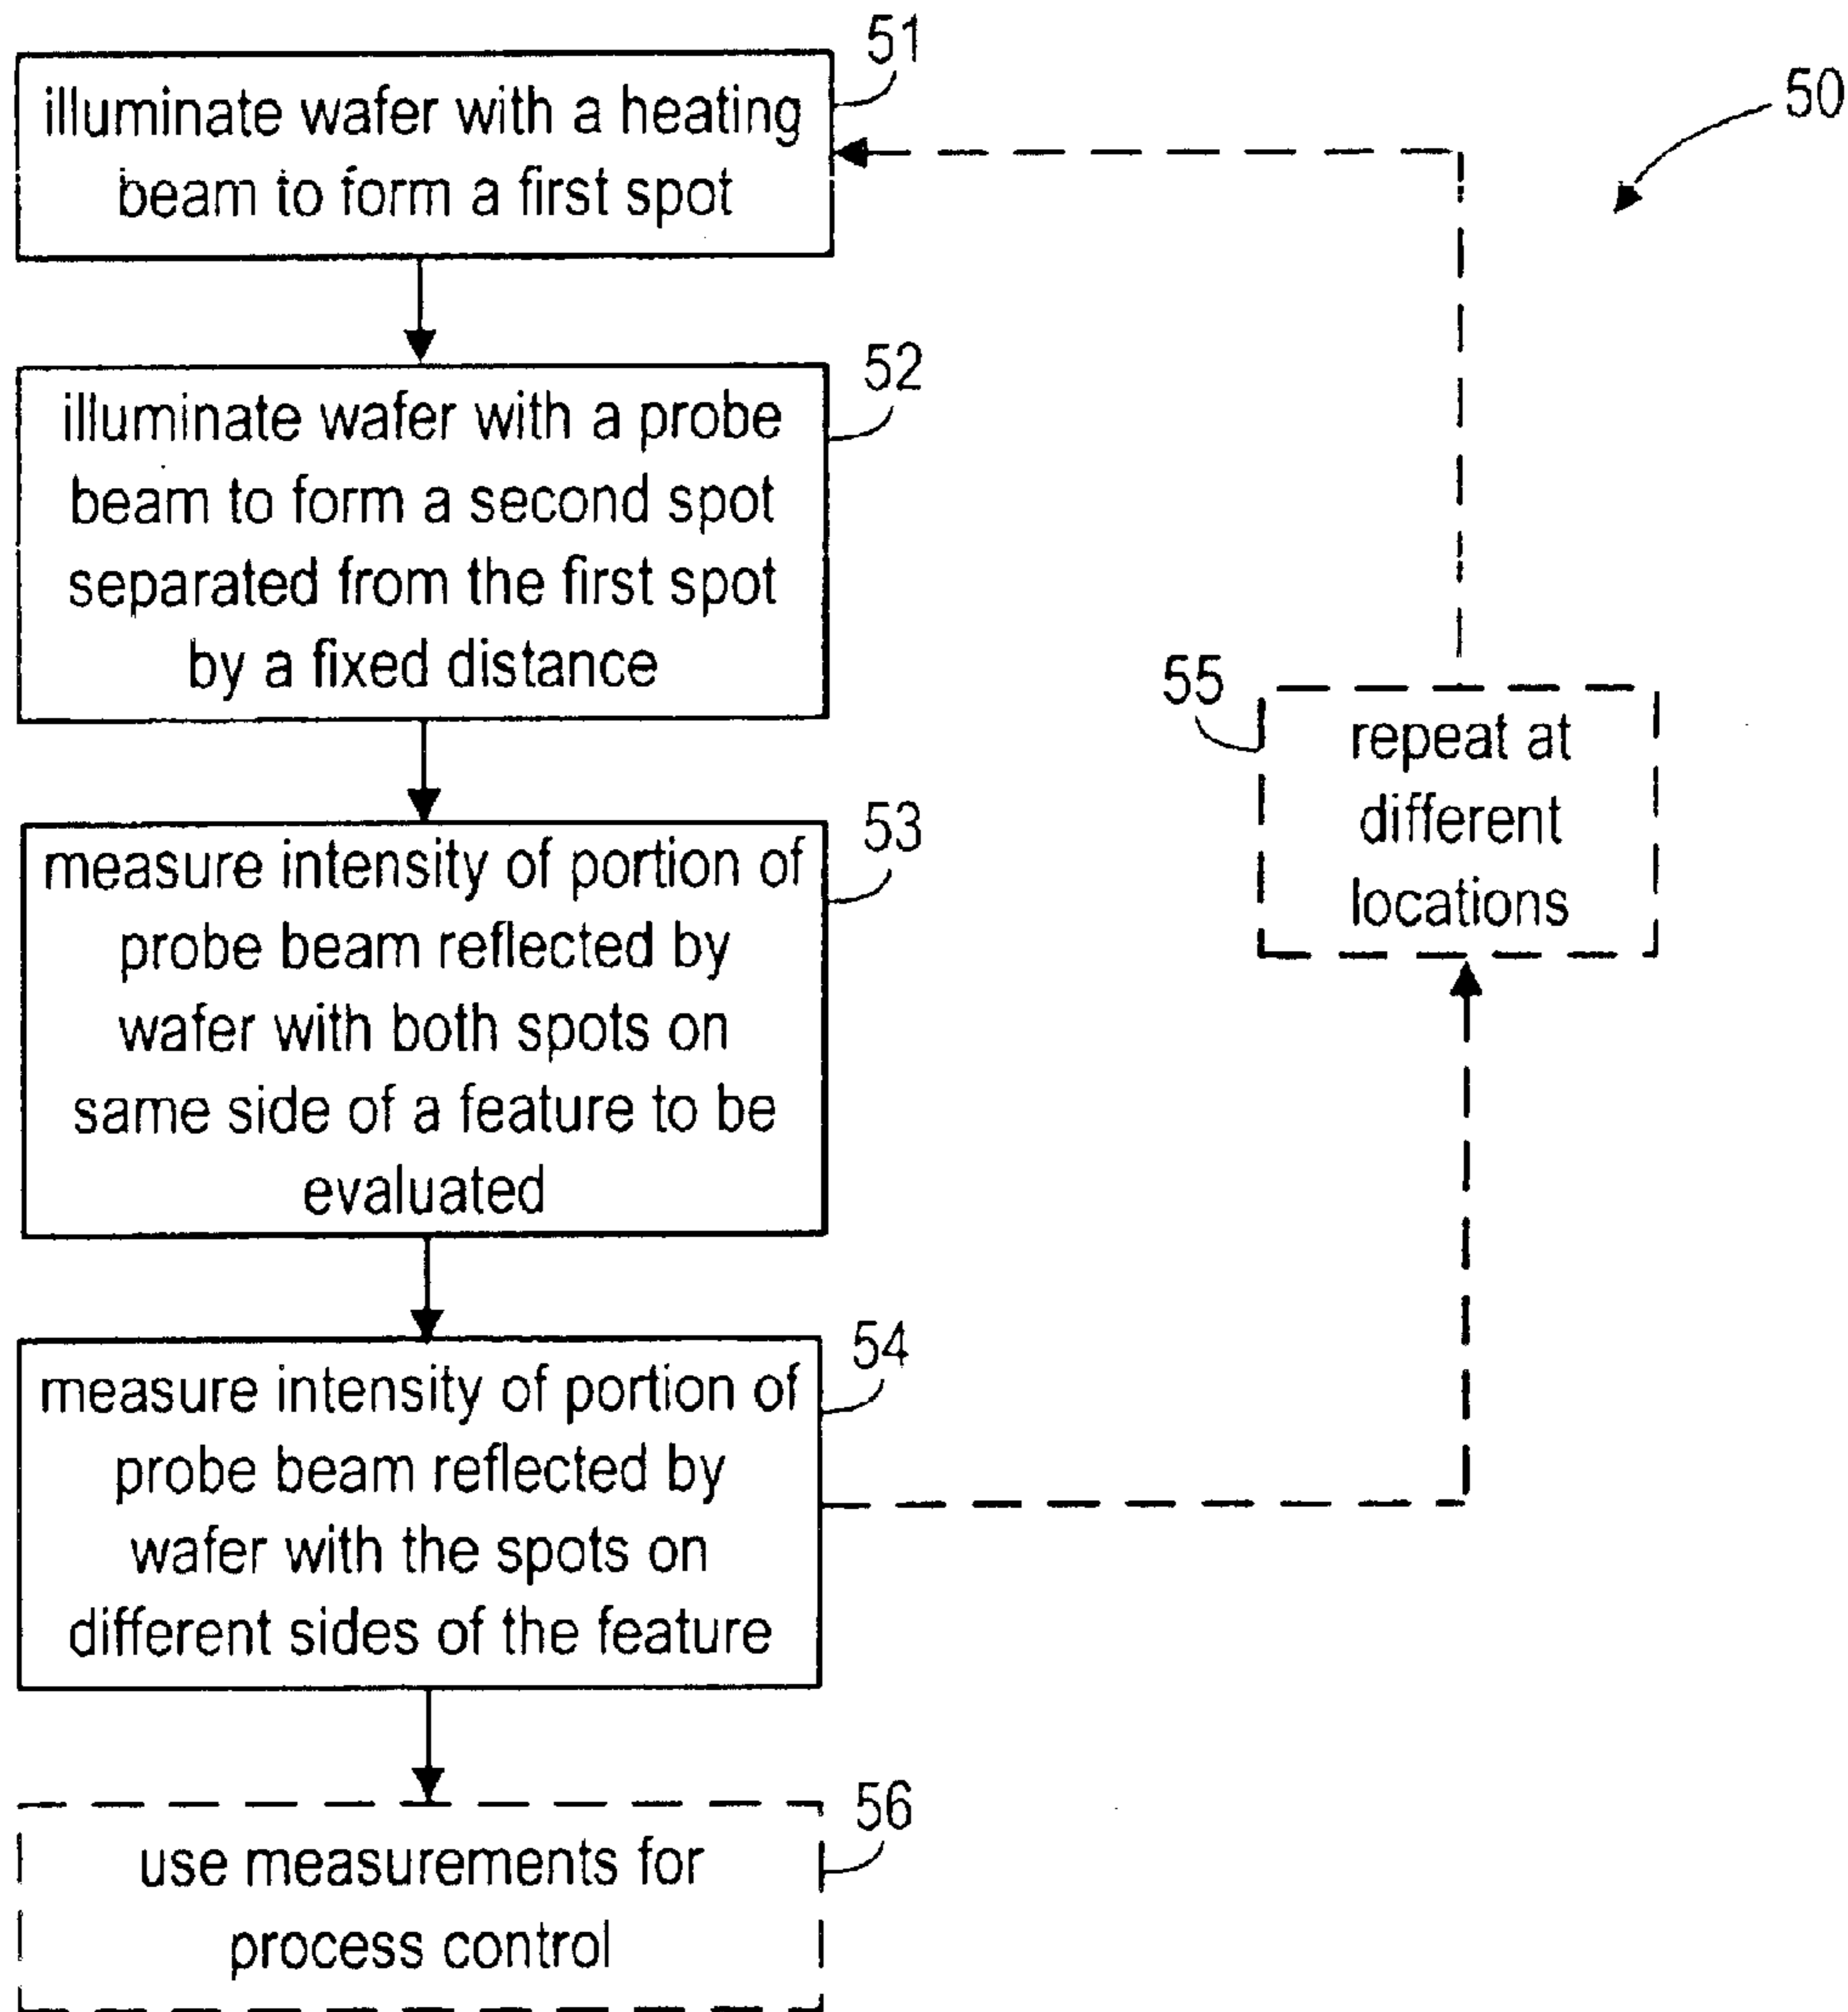 51
50
illuminate wafer with a heating
beam to form a first spot
52
illuminate wafer with a probe
beam to form a second spot
separated from the first spot
by a fixed distance
53
measure intensity of portion of
probe beam reflected by
wafer with both spots on
same side of a feature to be
evaluated
55
repeat at
different
locations
54
measure intensity of portion of
probe beam reflected by
wafer with the spots on
different sides of the feature
56
use measurements for
process control